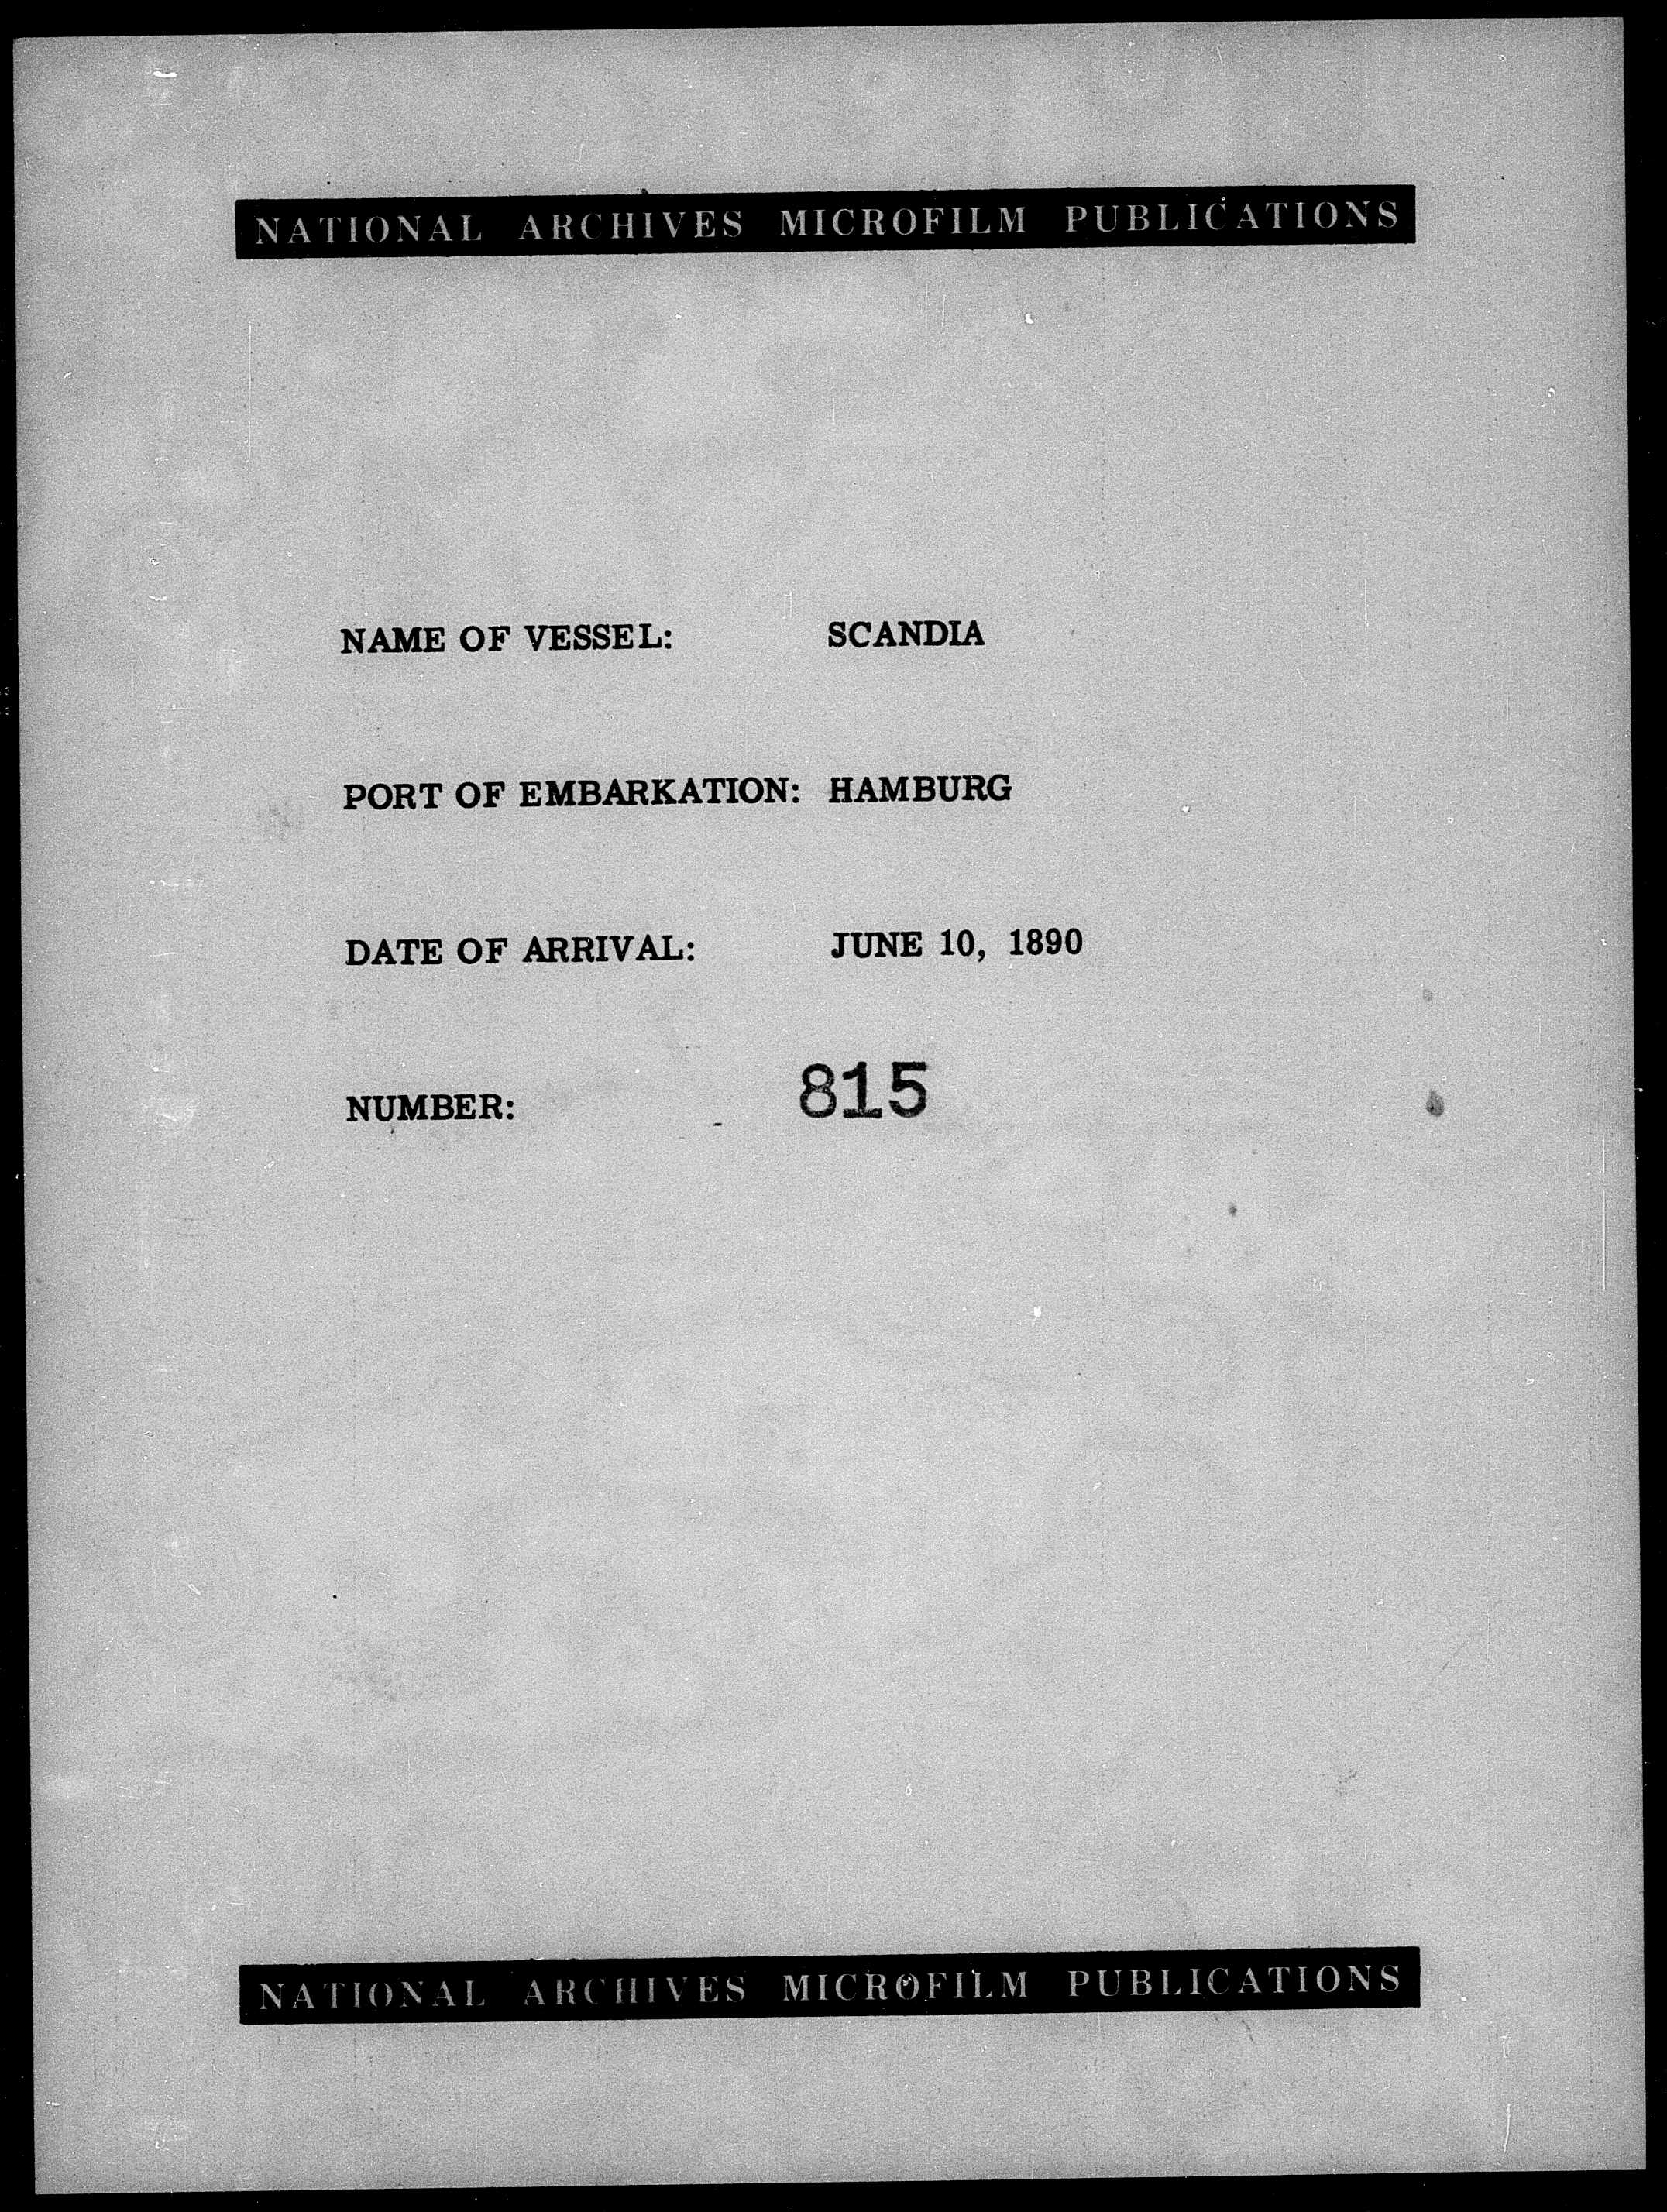 NATIONAL ARCHIVES MICROFILM PUBLICATIONS
NAME OF VESSEL: SCANDIA
PORT OF EMBARKATION: HAMBURG
DATE OF ARRIVAL: JUNE 10, 1890
NUMBER: 815
NATIONAL ARCHIVES MICROFILM PUBLICATIONS